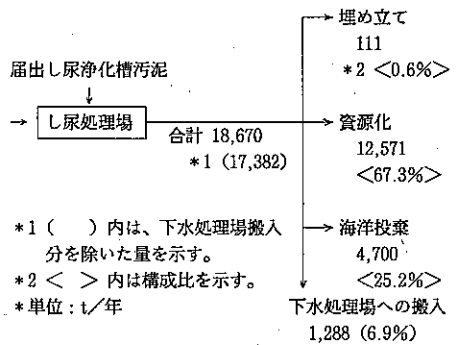 埋め立て
111
*2 <0.6%>
届出し尿浄化槽汚泥
し尿処理場
合計 18,670
*1 (17,382)
資源化
12,571
<67.3%>
*1 (　) 内は、下水処理場搬入
分を除いた量を示す。
*2 < > 内は構成比を示す。
*単位:t/年
海洋投棄
4,700
<25.2%>
下水処理場への搬入
1,288 (6.9%)